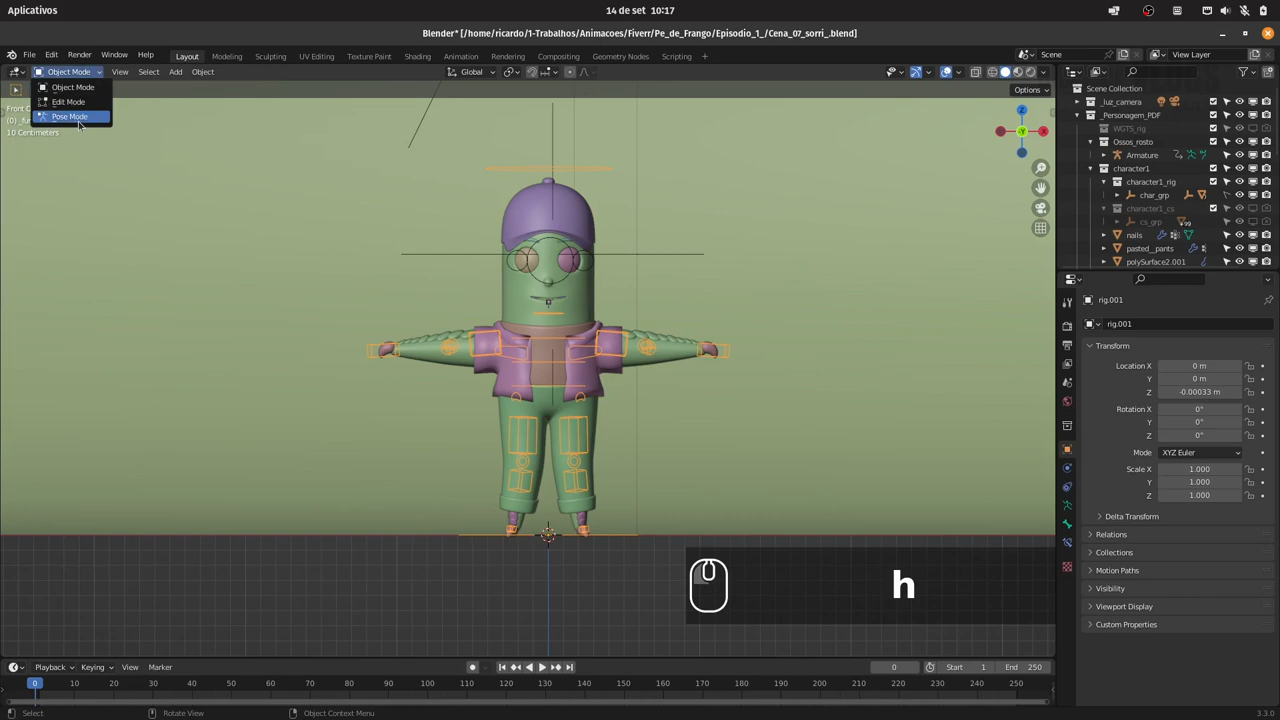 Aplicativos
14 de set 10:17
Blender* [/home/ricardo/1-Trabalhos/Animacoes/Fiverr/Pe_de_Frango/Episodio_1_/Cena_07_sorri_.blend]
File Edit Render Window Help
Layout Modeling Sculpting UV Editing Texture Paint Shading Animation Rendering Compositing Geometry Nodes Scripting +
Scene
View Layer
Object Mode View Select Add Object
Global
Options
Object Mode
Edit Mode
Pose Mode
10 Centimeters
Z
Y
X
Scene Collection
_luz_camera
_Personagem_PDF
WGTS_rig
Ossos_rosto
Armature
character1
character1_rig
char_grp
character1_cs
cs_grp
nails
pasted_pants
polySurface2.001
rig.001
rig.001
Transform
Location X 0 m
Y 0 m
Z -0.00033 m
Rotation X 0°
Y 0°
Z 0°
Mode XYZ Euler
Scale X 1.000
Y 1.000
Z 1.000
Delta Transform
Relations
Collections
Motion Paths
Visibility
Viewport Display
Custom Properties
h
Playback Keying View Marker
0
Start 1
End 250
0 10 20 30 40 50 60 70 80 90 100 110 120 130 140 150 160 170 180 190 200 210 220 230 240 250
Select
Rotate View
Object Context Menu
3.3.0